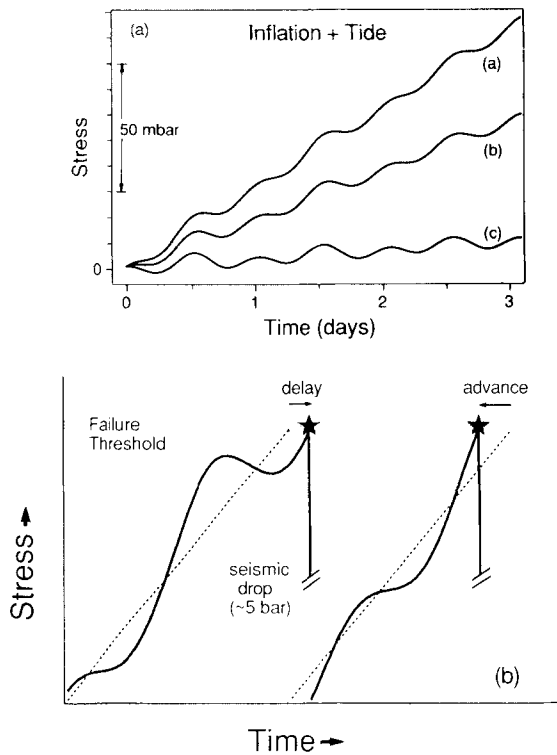 (a)
Inflation + Tide
(a)
(b)
(c)
50 mbar
Stress
0
0
1
2
3
Time (days)
delay
advance
Failure
Threshold
seismic
drop
(~5 bar)
Stress
(b)
Time